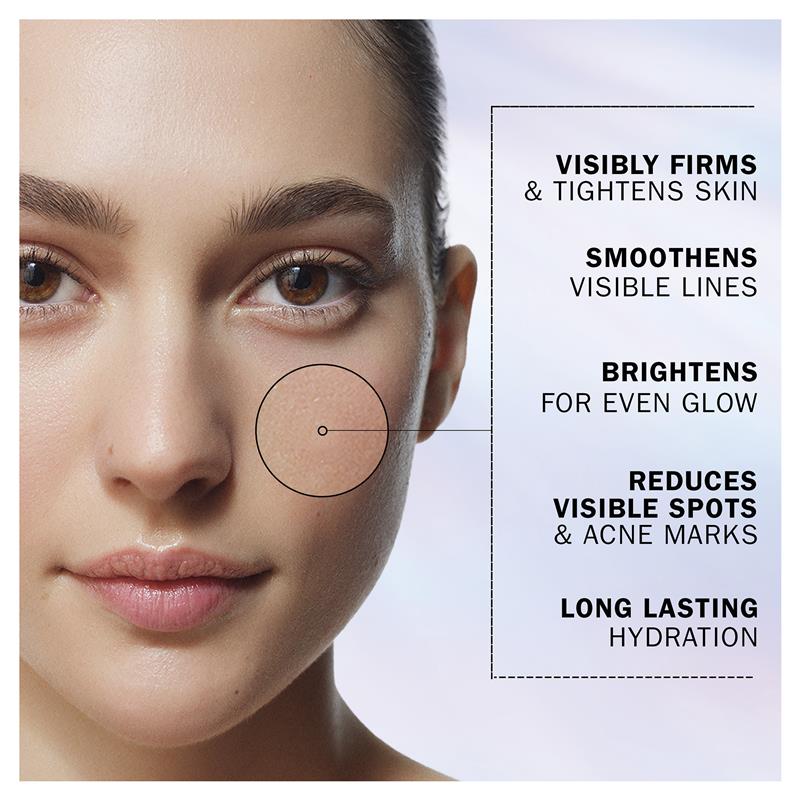 VISIBLY FIRMS
& TIGHTENS SKIN
SMOOTHENS
VISIBLE LINES
BRIGHTENS
FOR EVEN GLOW
REDUCES
VISIBLE SPOTS
& ACNE MARKS
LONG LASTING
HYDRATION